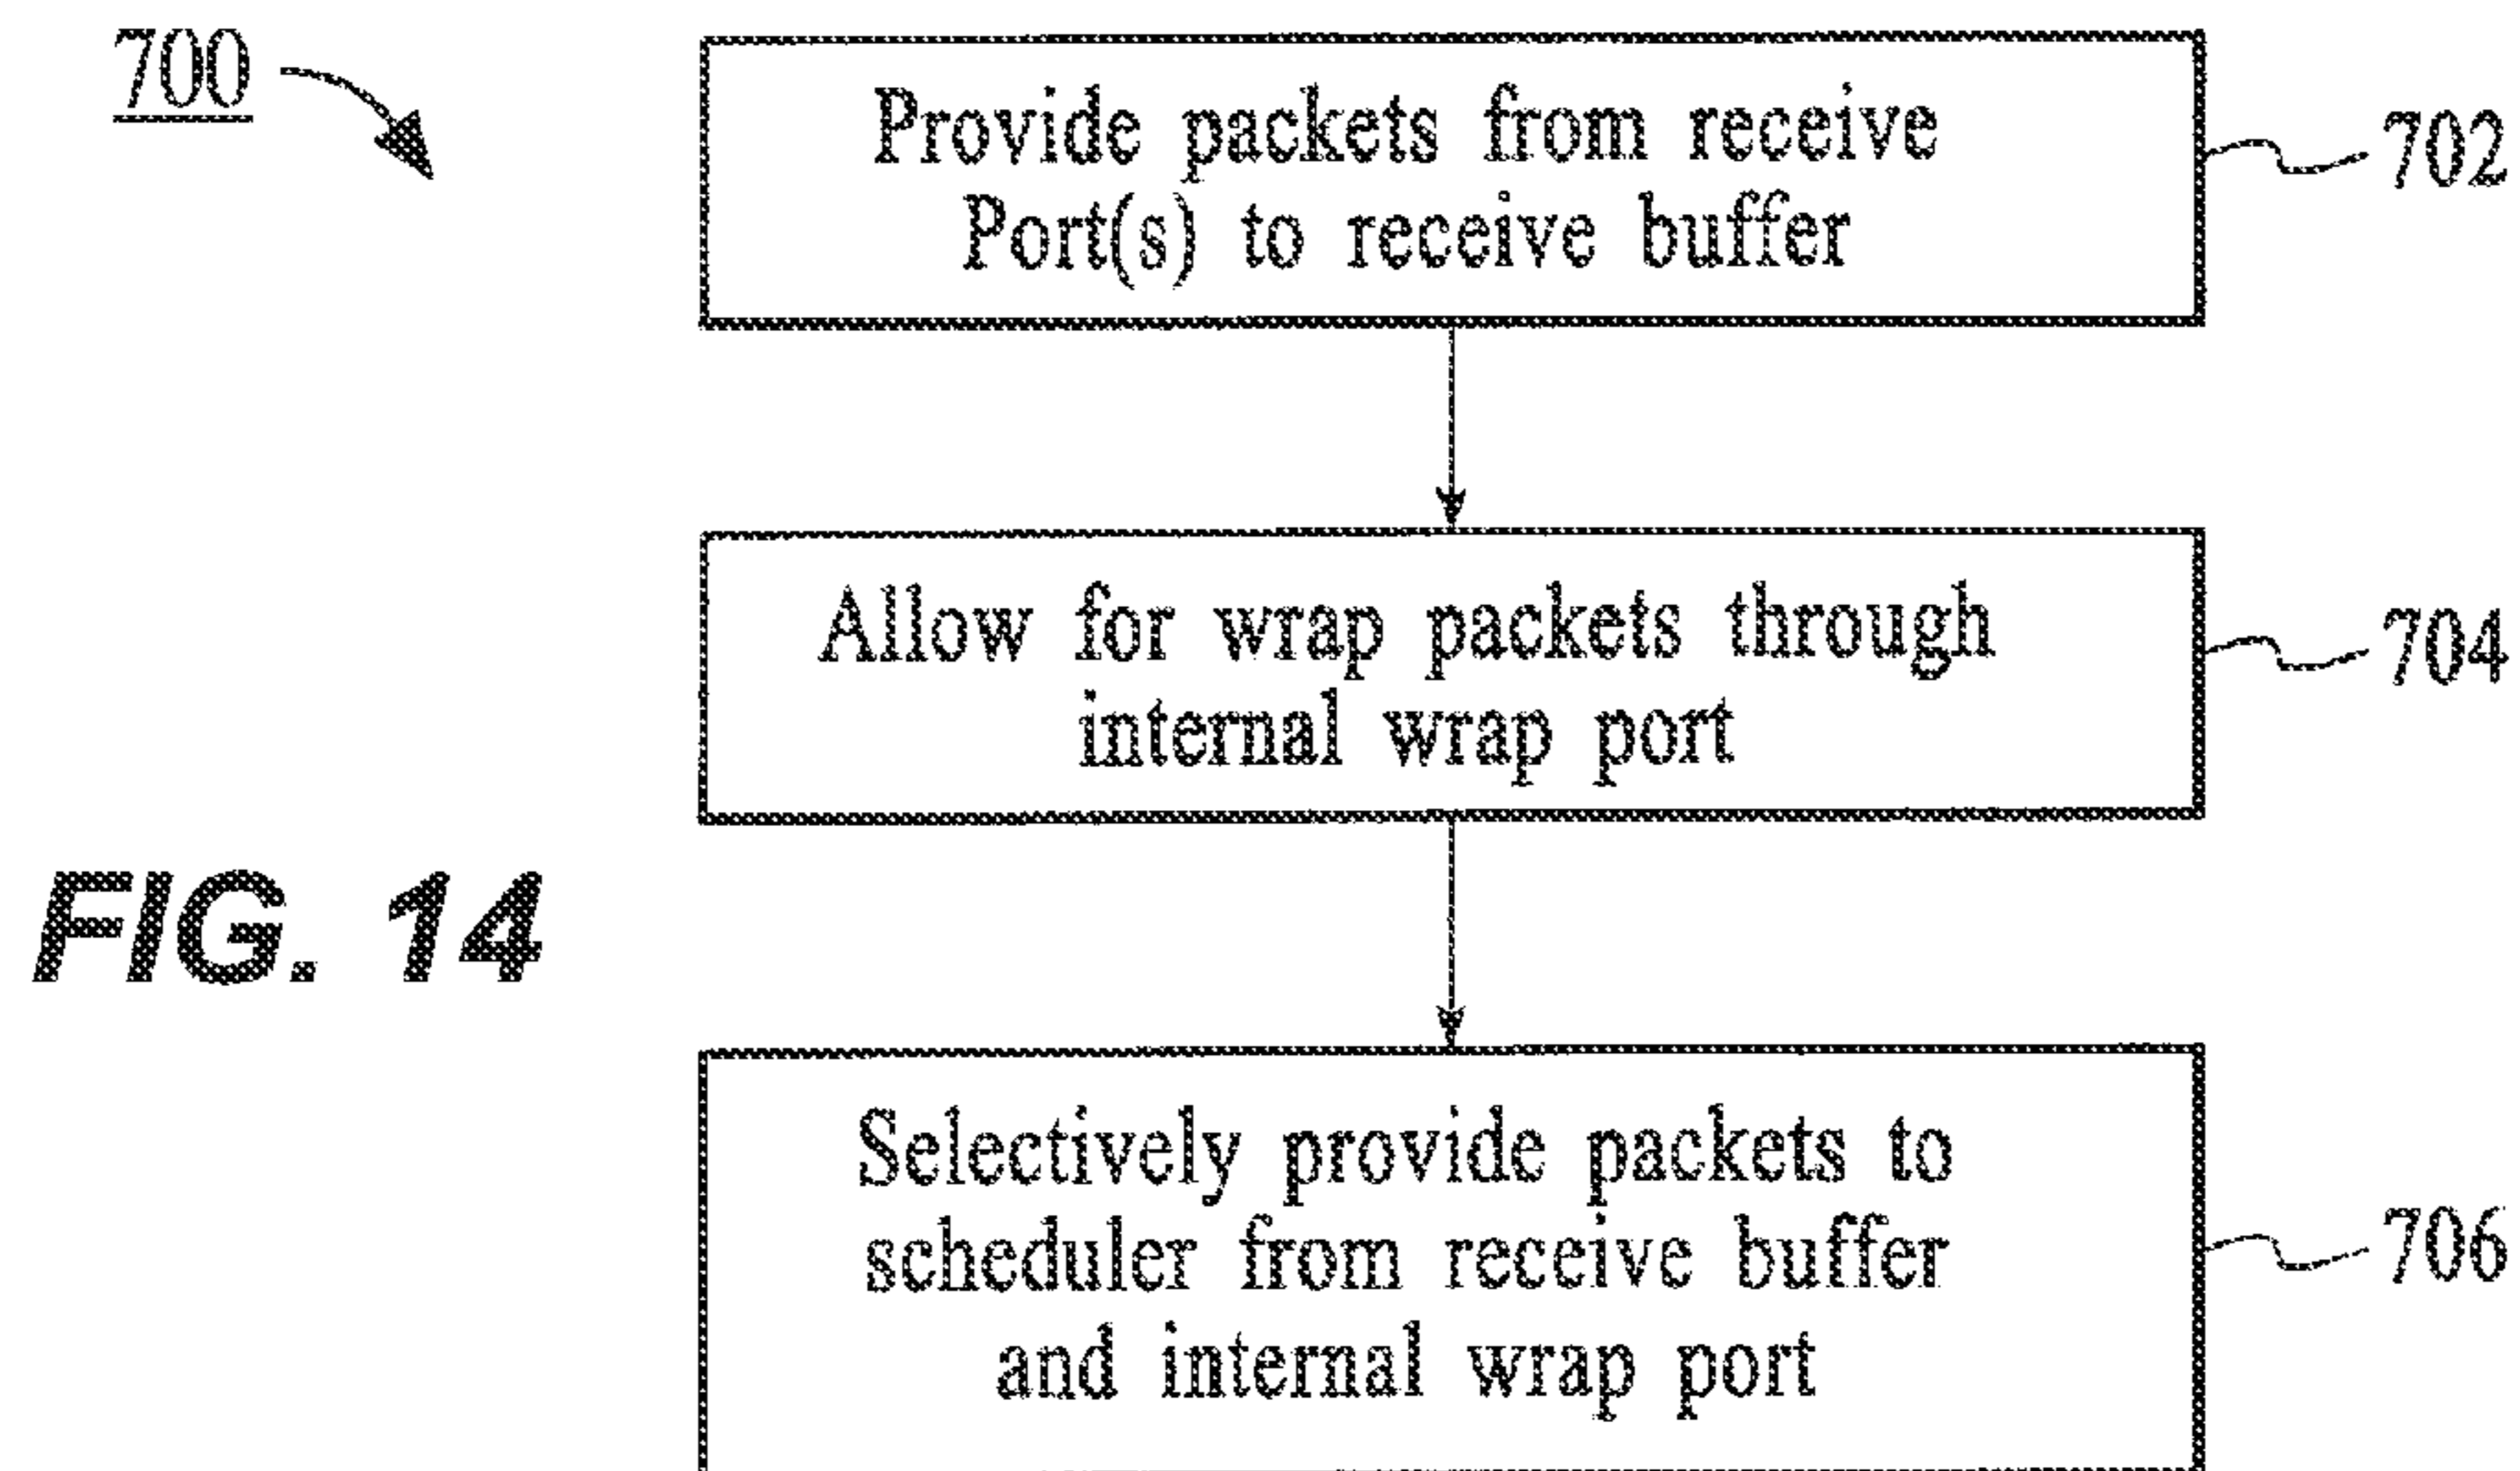 700
Provide packets from receive
Port(s) to receive buffer
702
Allow for wrap packets through
internal wrap port
704
FIG. 14
Selectively provide packets to
scheduler from receive buffer
and internal wrap port
706